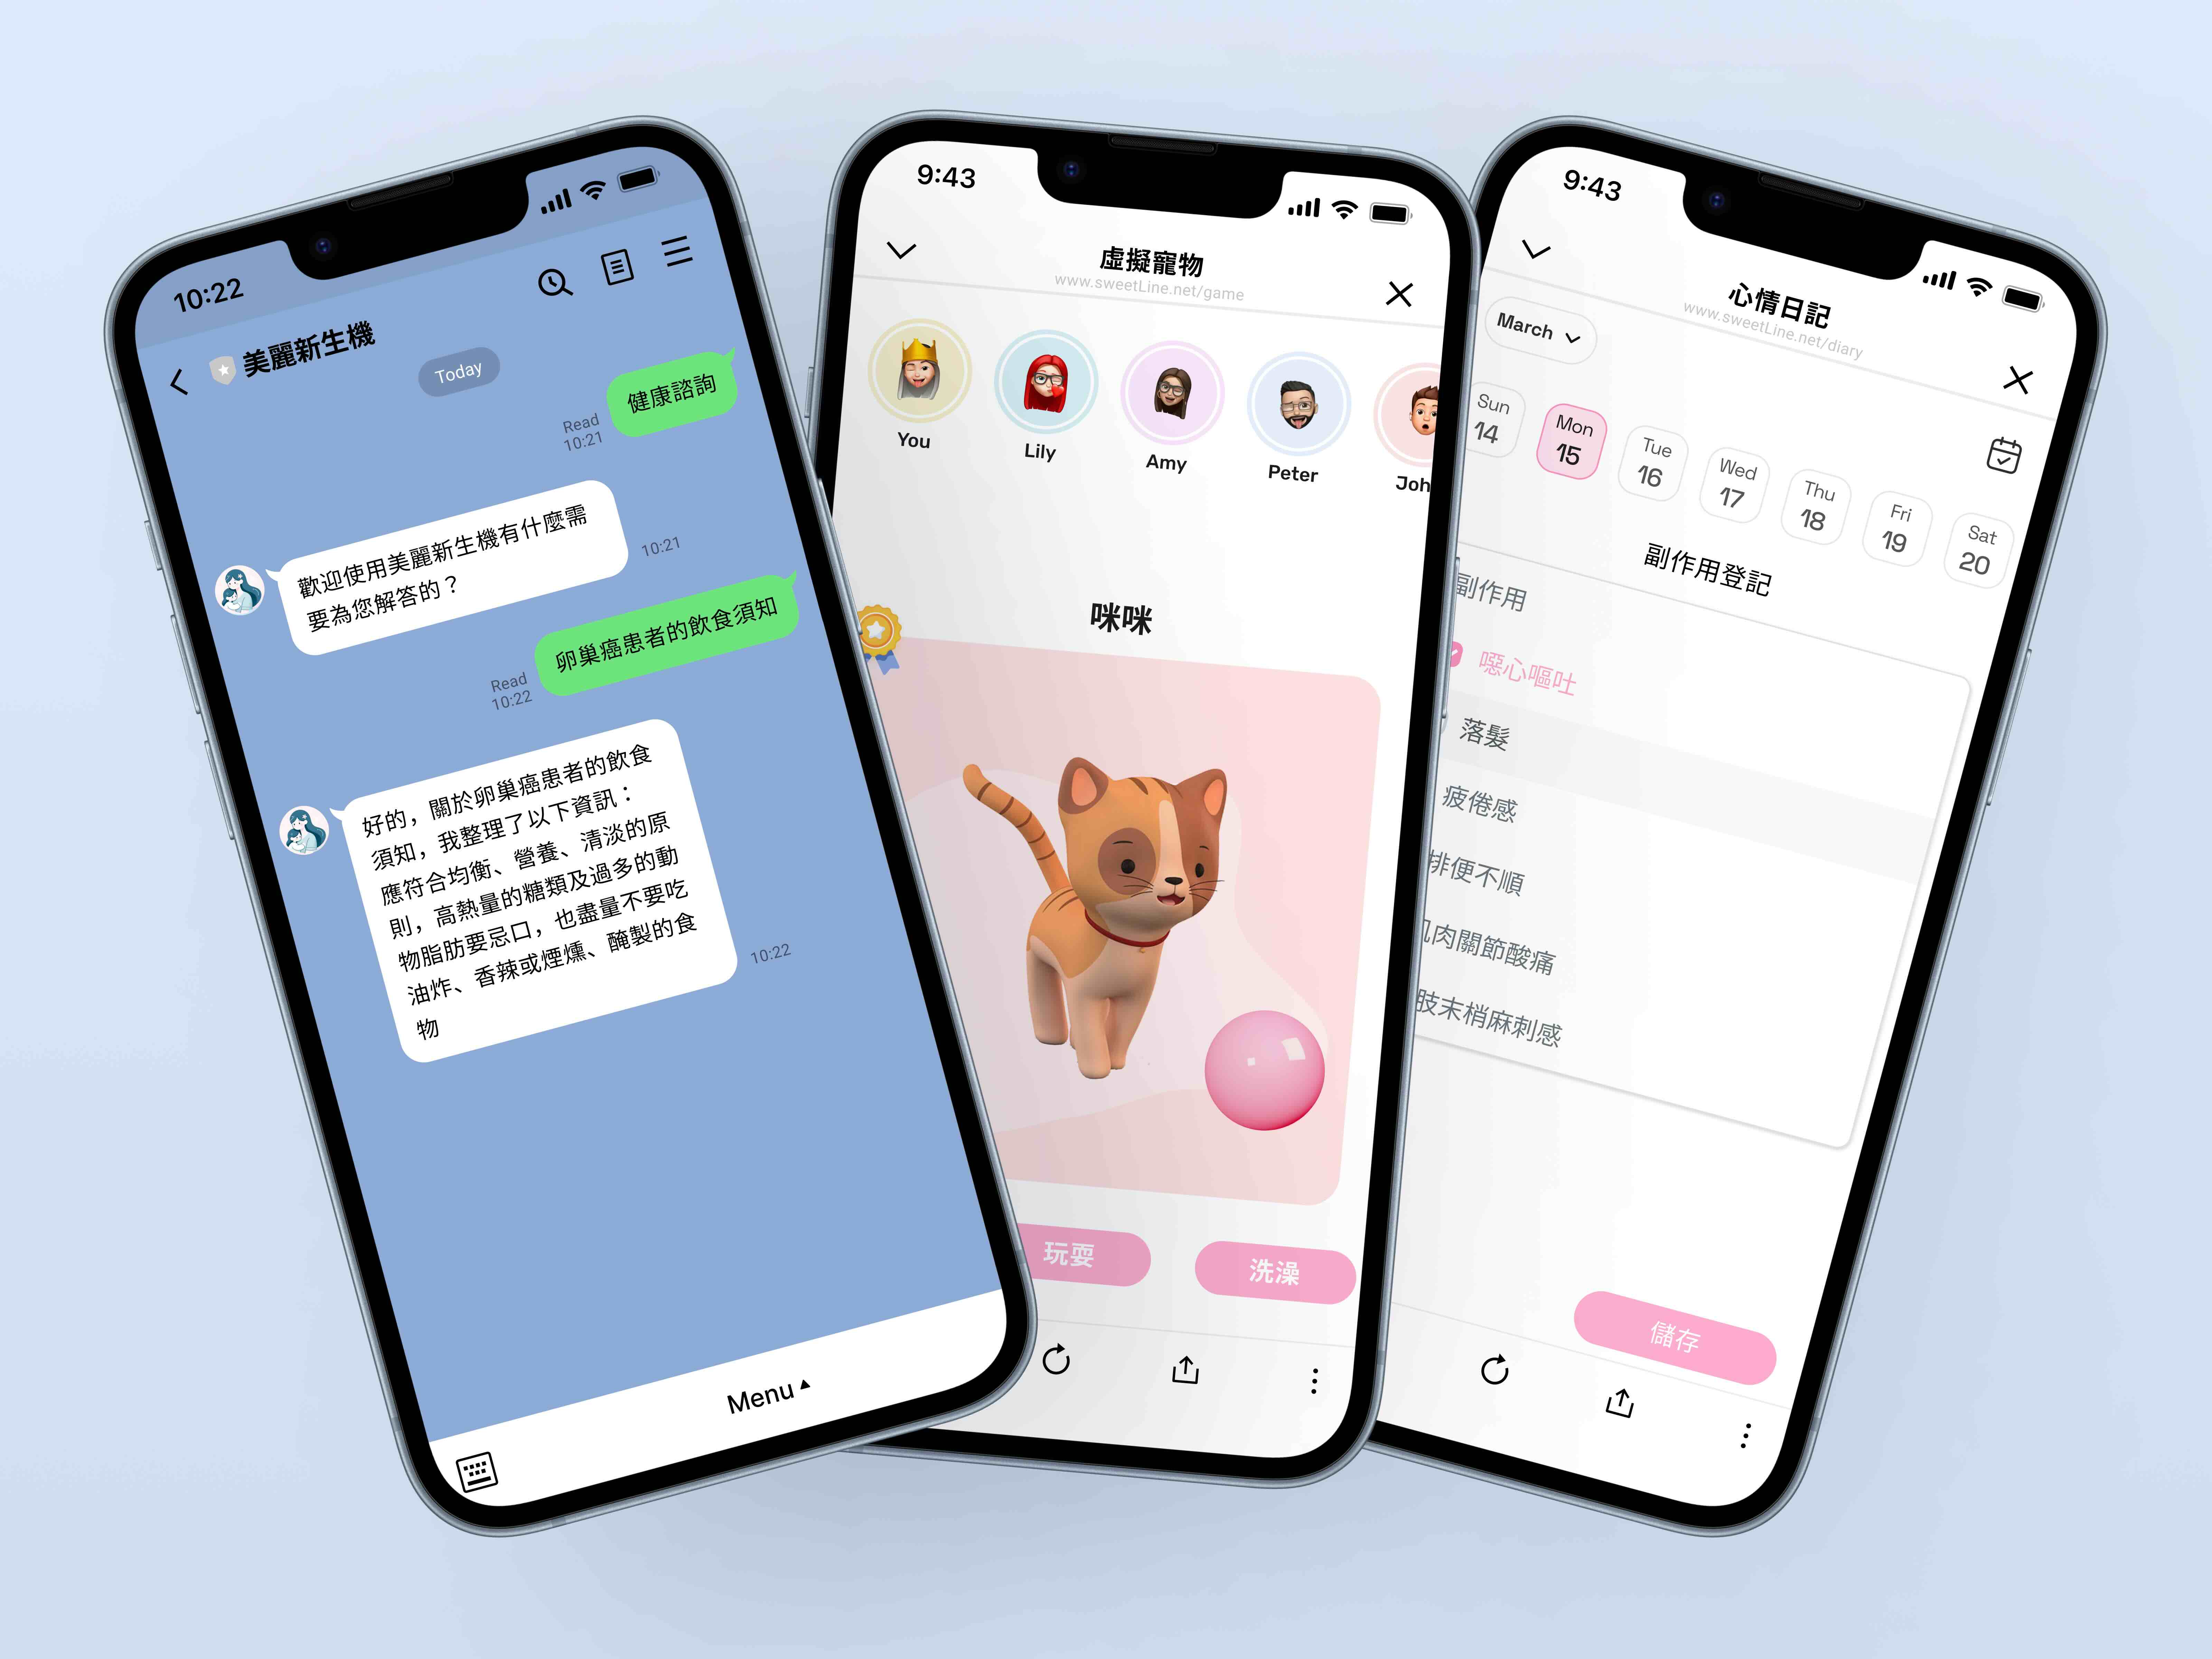 10:22
美麗新生機
Today
健康諮詢
Read
10:21
歡迎使用美麗新生機有什麼需
要為您解答的？
10:21
卵巢癌患者的飲食須知
Read
10:22
好的，關於卵巢癌患者的飲食
須知，我整理了以下資訊：
應符合均衡、營養、清淡的原
則，高熱量的糖類及過多的動
物脂肪要忌口，也盡量不要吃
油炸、香辣或煙燻、醃製的食
物
10:22
Menu
9:43
虛擬寵物
www.sweetLine.net/game
You
Lily
Amy
Peter
Joh
咪咪
玩耍
洗澡
9:43
心情日記
www.sweetLine.net/diary
March
Sun
14
Mon
15
Tue
16
Wed
17
Thu
18
Fri
19
Sat
20
副作用登記
副作用
噁心嘔吐
落髮
疲倦感
排便不順
肌肉關節酸痛
肢末梢麻刺感
儲存